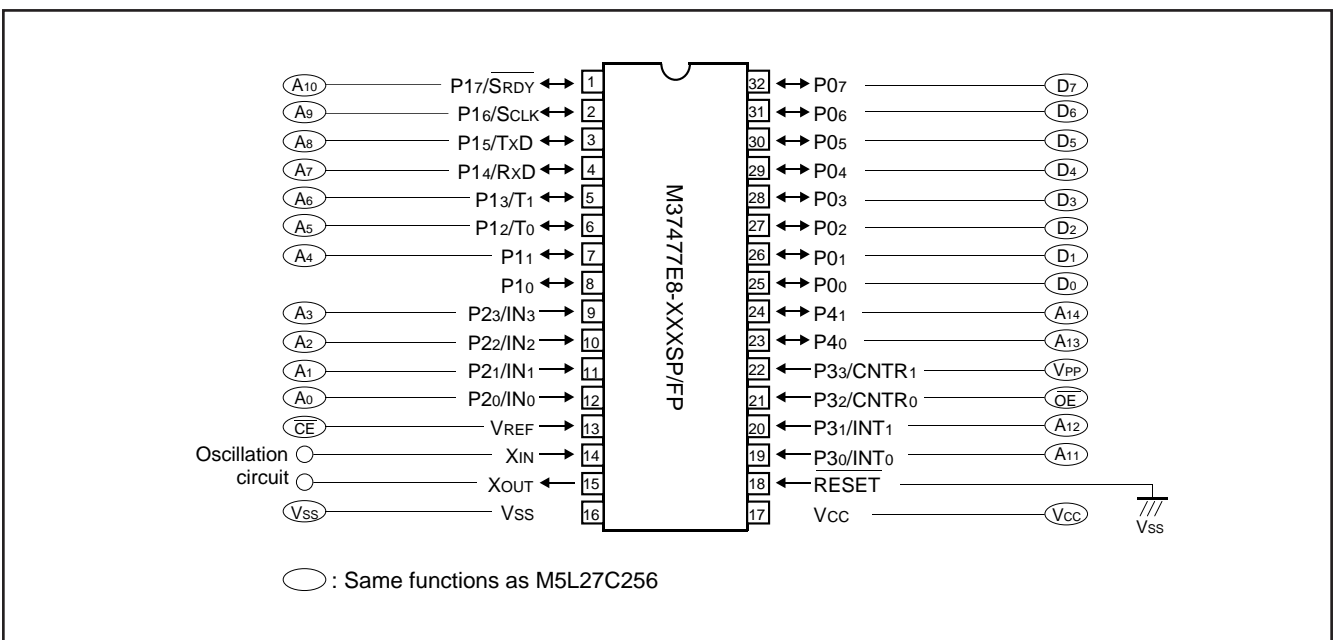 A10 P17/SRDY 1 32 P07 D7
A9 P16/SCLK 2 31 P06 D6
A8 P15/TXD 3 30 P05 D5
A7 P14/RXD 4 29 P04 D4
A6 P13/T1 5 28 P03 D3
A5 P12/T0 6 27 P02 D2
A4 P11 7 26 P01 D1
P10 8 25 P00 D0
A3 P23/IN3 9 24 P41 A14
A2 P22/IN2 10 23 P40 A13
A1 P21/IN1 11 22 P33/CNTR1 VPP
A0 P20/IN0 12 21 P32/CNTR0 OE
CE VREF 13 20 P31/INT1 A12
Oscillation XIN 14 19 P30/INT0 A11
circuit XOUT 15 18 RESET
VSS VSS 16 17 VCC VCC VSS
M37477E8-XXXSP/FP
: Same functions as M5L27C256